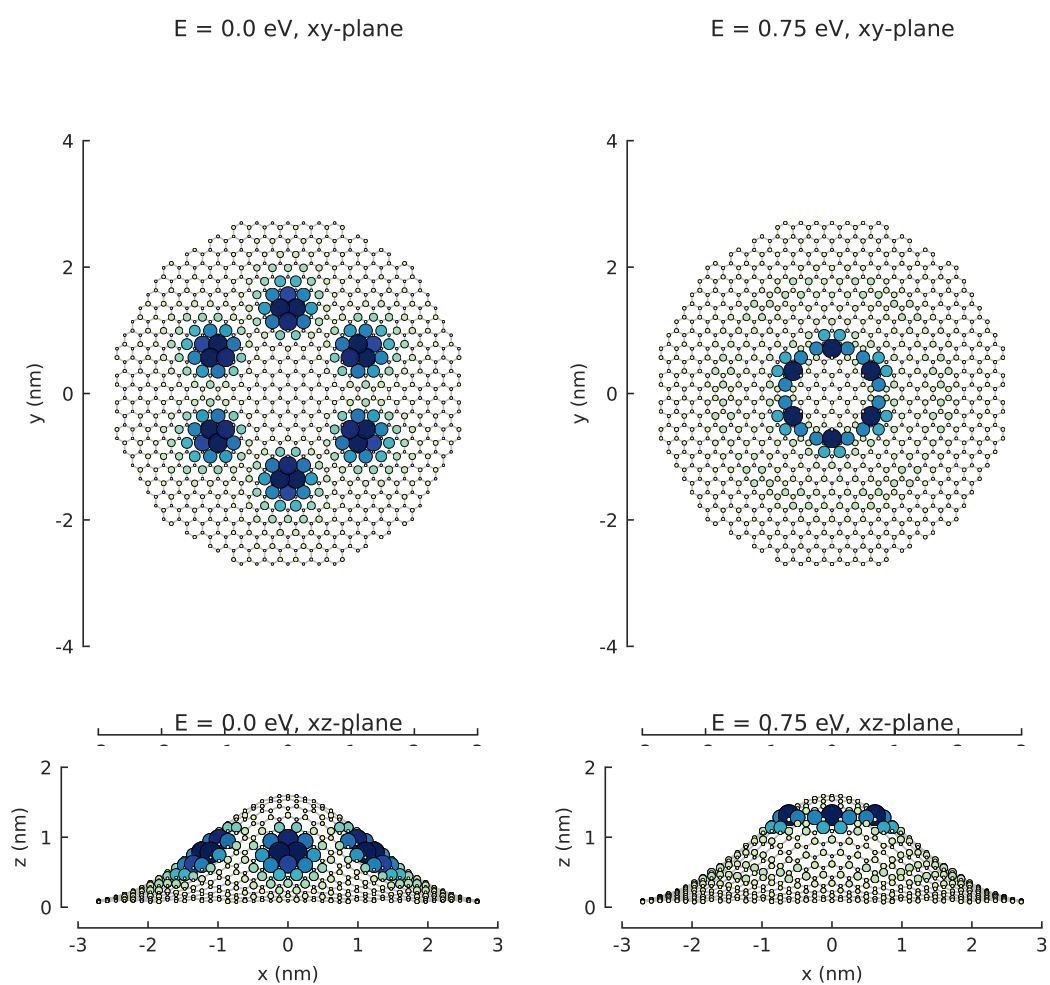 E = 0.0 eV, xy-plane
E = 0.75 eV, xy-plane
4
4
2
2
y (nm)
0
y (nm)
0
-2
-2
-4
-4
E = 0.0 eV, xz-plane
E = 0.75 eV, xz-plane
2
2
z (nm)
1
z (nm)
1
0
0
-3 -2 -1 0 1 2 3
-3 -2 -1 0 1 2 3
x (nm)
x (nm)